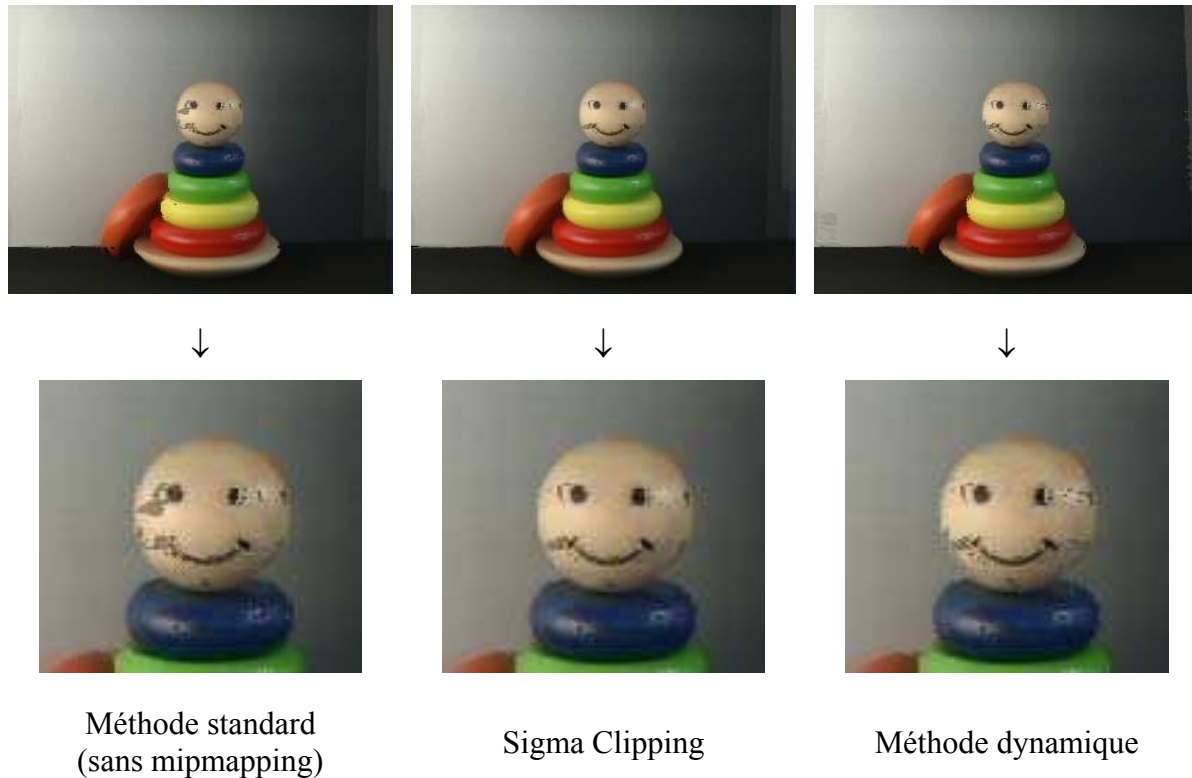 Méthode standard
(sans mipmapping)
Sigma Clipping
Méthode dynamique